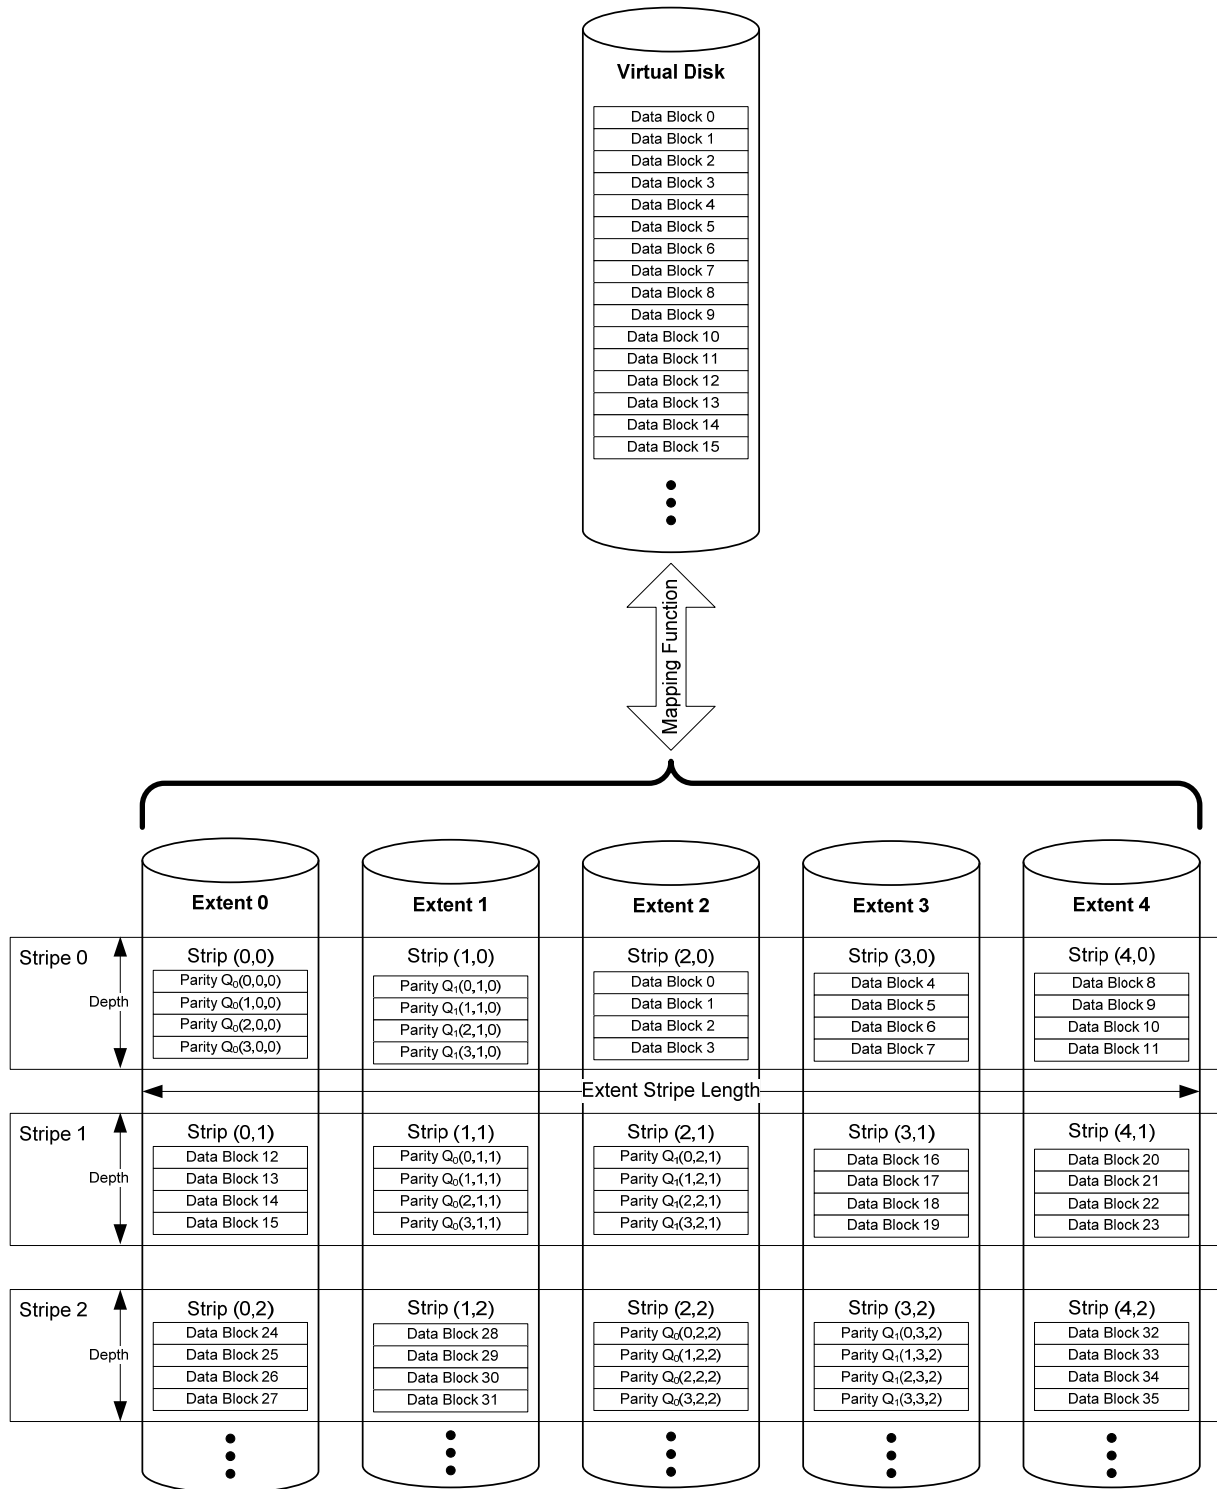 Virtual Disk
Data Block 0
Data Block 1
Data Block 2
Data Block 3
Data Block 4
Data Block 5
Data Block 6
Data Block 7
Data Block 8
Data Block 9
Data Block 10
Data Block 11
Data Block 12
Data Block 13
Data Block 14
Data Block 15
Mapping Function
Extent 0 Extent 1 Extent 2 Extent 3 Extent 4
Stripe 0 Strip (0,0) Strip (1,0) Strip (2,0) Strip (3,0) Strip (4,0)
Parity Q₀(0,0,0) Parity Q₁(0,1,0) Data Block 0 Data Block 4 Data Block 8
Depth Parity Q₀(1,0,0) Parity Q₁(1,1,0) Data Block 1 Data Block 5 Data Block 9
Parity Q₀(2,0,0) Parity Q₁(2,1,0) Data Block 2 Data Block 6 Data Block 10
Parity Q₀(3,0,0) Parity Q₁(3,1,0) Data Block 3 Data Block 7 Data Block 11
Extent Stripe Length
Stripe 1 Strip (0,1) Strip (1,1) Strip (2,1) Strip (3,1) Strip (4,1)
Data Block 12 Parity Q₀(0,1,1) Parity Q₁(0,2,1) Data Block 16 Data Block 20
Depth Data Block 13 Parity Q₀(1,1,1) Parity Q₁(1,2,1) Data Block 17 Data Block 21
Data Block 14 Parity Q₀(2,1,1) Parity Q₁(2,2,1) Data Block 18 Data Block 22
Data Block 15 Parity Q₀(3,1,1) Parity Q₁(3,2,1) Data Block 19 Data Block 23
Stripe 2 Strip (0,2) Strip (1,2) Strip (2,2) Strip (3,2) Strip (4,2)
Data Block 24 Data Block 28 Parity Q₀(0,2,2) Parity Q₁(0,3,2) Data Block 32
Depth Data Block 25 Data Block 29 Parity Q₀(1,2,2) Parity Q₁(1,3,2) Data Block 33
Data Block 26 Data Block 30 Parity Q₀(2,2,2) Parity Q₁(2,3,2) Data Block 34
Data Block 27 Data Block 31 Parity Q₀(3,2,2) Parity Q₁(3,3,2) Data Block 35